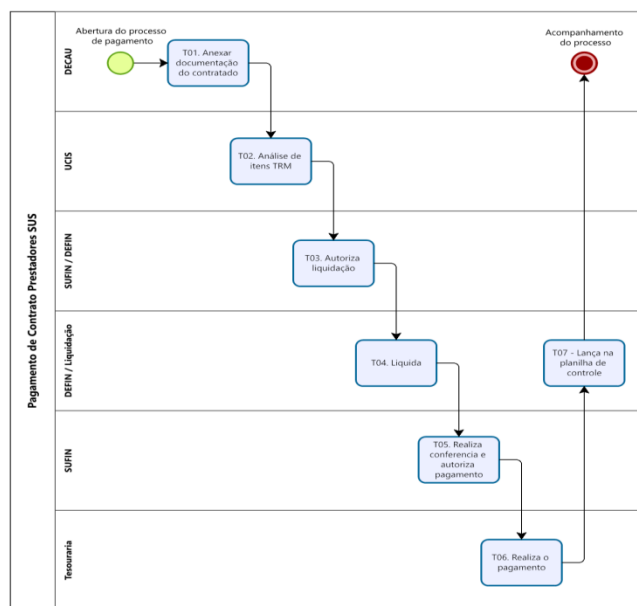 Pagamento de Contrato Prestadores SUS
DECAU
Abertura do processo
de pagamento
T01. Anexar
documentação
do contratado
Acompanhamento
do processo
UCIS
T02. Análise de
itens TRM
SUFIN / DEFIN
T03. Autoriza
liquidação
DEFIN / Liquidação
T04. Liquida
T07 - Lança na
planilha de
controle
SUFIN
T05. Realiza
conferencia e
autoriza
pagamento
Tesouraria
T06. Realiza o
pagamento